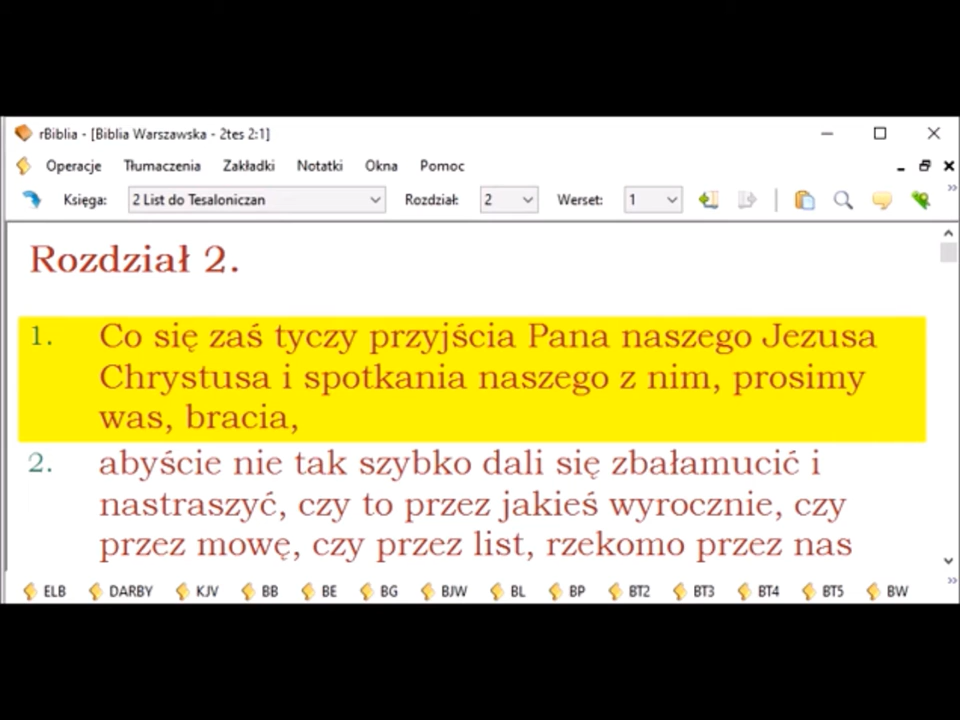 rBiblia - [Biblia Warszawska - 2tes 2:1]
Operacje Tłumaczenia Zakładki Notatki Okna Pomoc
Księga: 2 List do Tesaloniczan Rozdział: 2 Werset: 1
Rozdział 2.
1. Co się zaś tyczy przyjścia Pana naszego Jezusa
Chrystusa i spotkania naszego z nim, prosimy
was, bracia,
2. abyście nie tak szybko dali się zbałamucić i
nastraszyć, czy to przez jakieś wyrocznie, czy
przez mowę, czy przez list, rzekomo przez nas
ELB DARBY KJV BB BE BG BJW BL BP BT2 BT3 BT4 BT5 BW